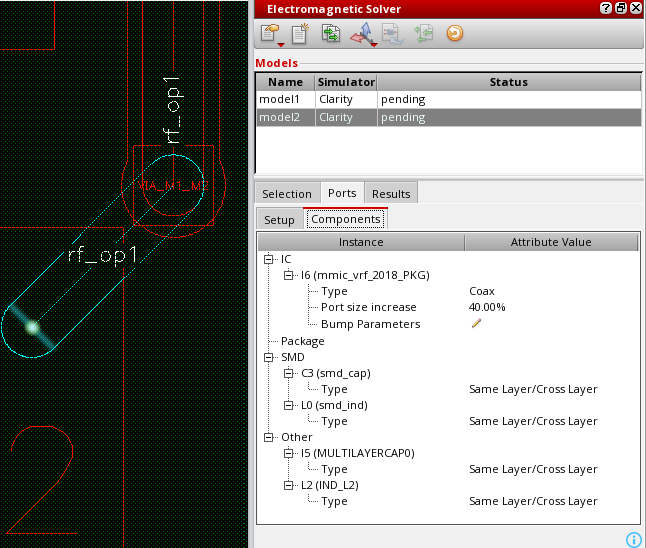 rf_op1
VIA_M1_M2
rf_op1
2
Electromagnetic Solver
Models
Name Simulator Status
model1 Clarity pending
model2 Clarity pending
Selection Ports Results
Setup Components
Instance Attribute Value
IC
I6 (mmic_vrf_2018_PKG)
Type Coax
Port size increase 40.00%
Bump Parameters
Package
SMD
C3 (smd_cap)
Type Same Layer/Cross Layer
L0 (smd_ind)
Type Same Layer/Cross Layer
Other
I5 (MULTILAYERCAP0)
Type Same Layer/Cross Layer
L2 (IND_L2)
Type Same Layer/Cross Layer